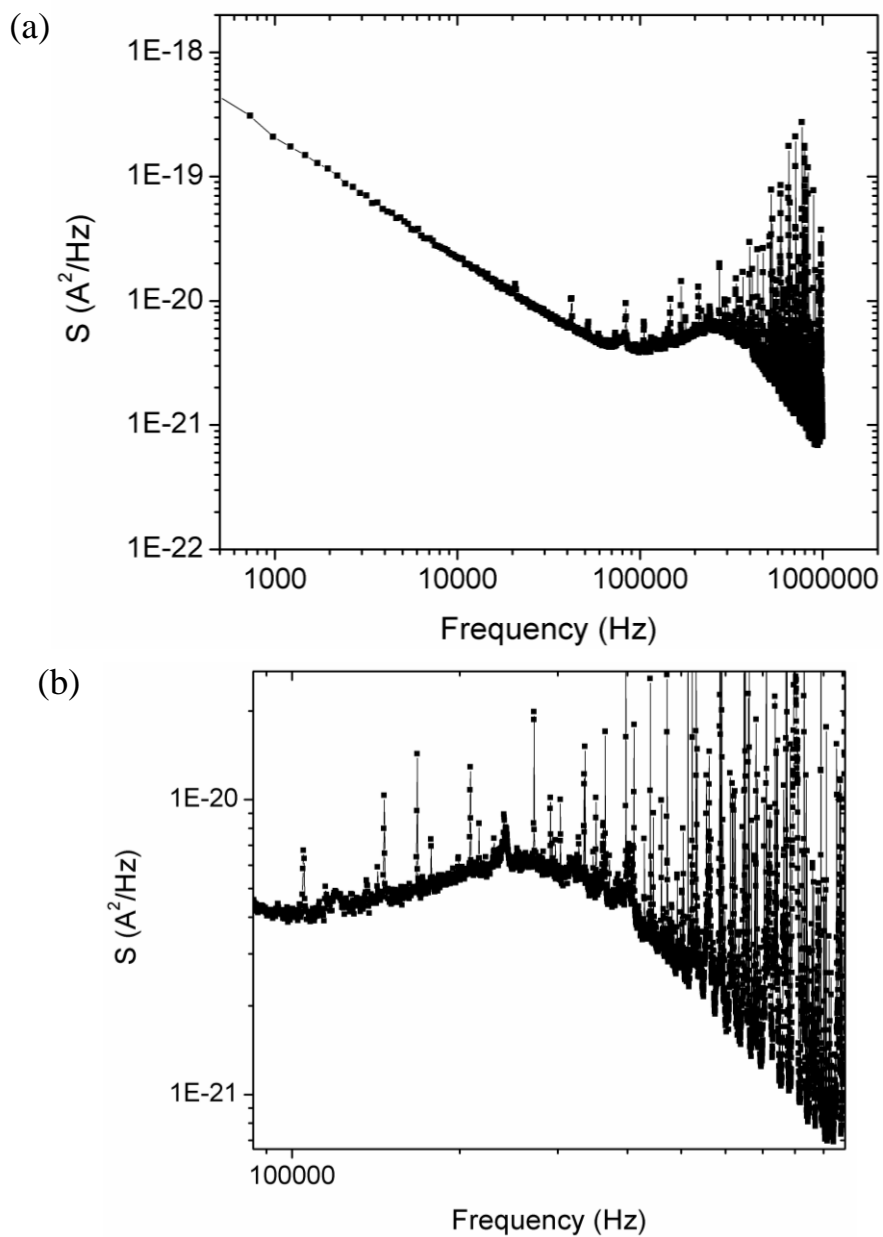 (a)
S (A²/Hz)
1E-18
1E-19
1E-20
1E-21
1E-22
1000
10000
100000
1000000
Frequency (Hz)
(b)
S (A²/Hz)
1E-20
1E-21
100000
Frequency (Hz)